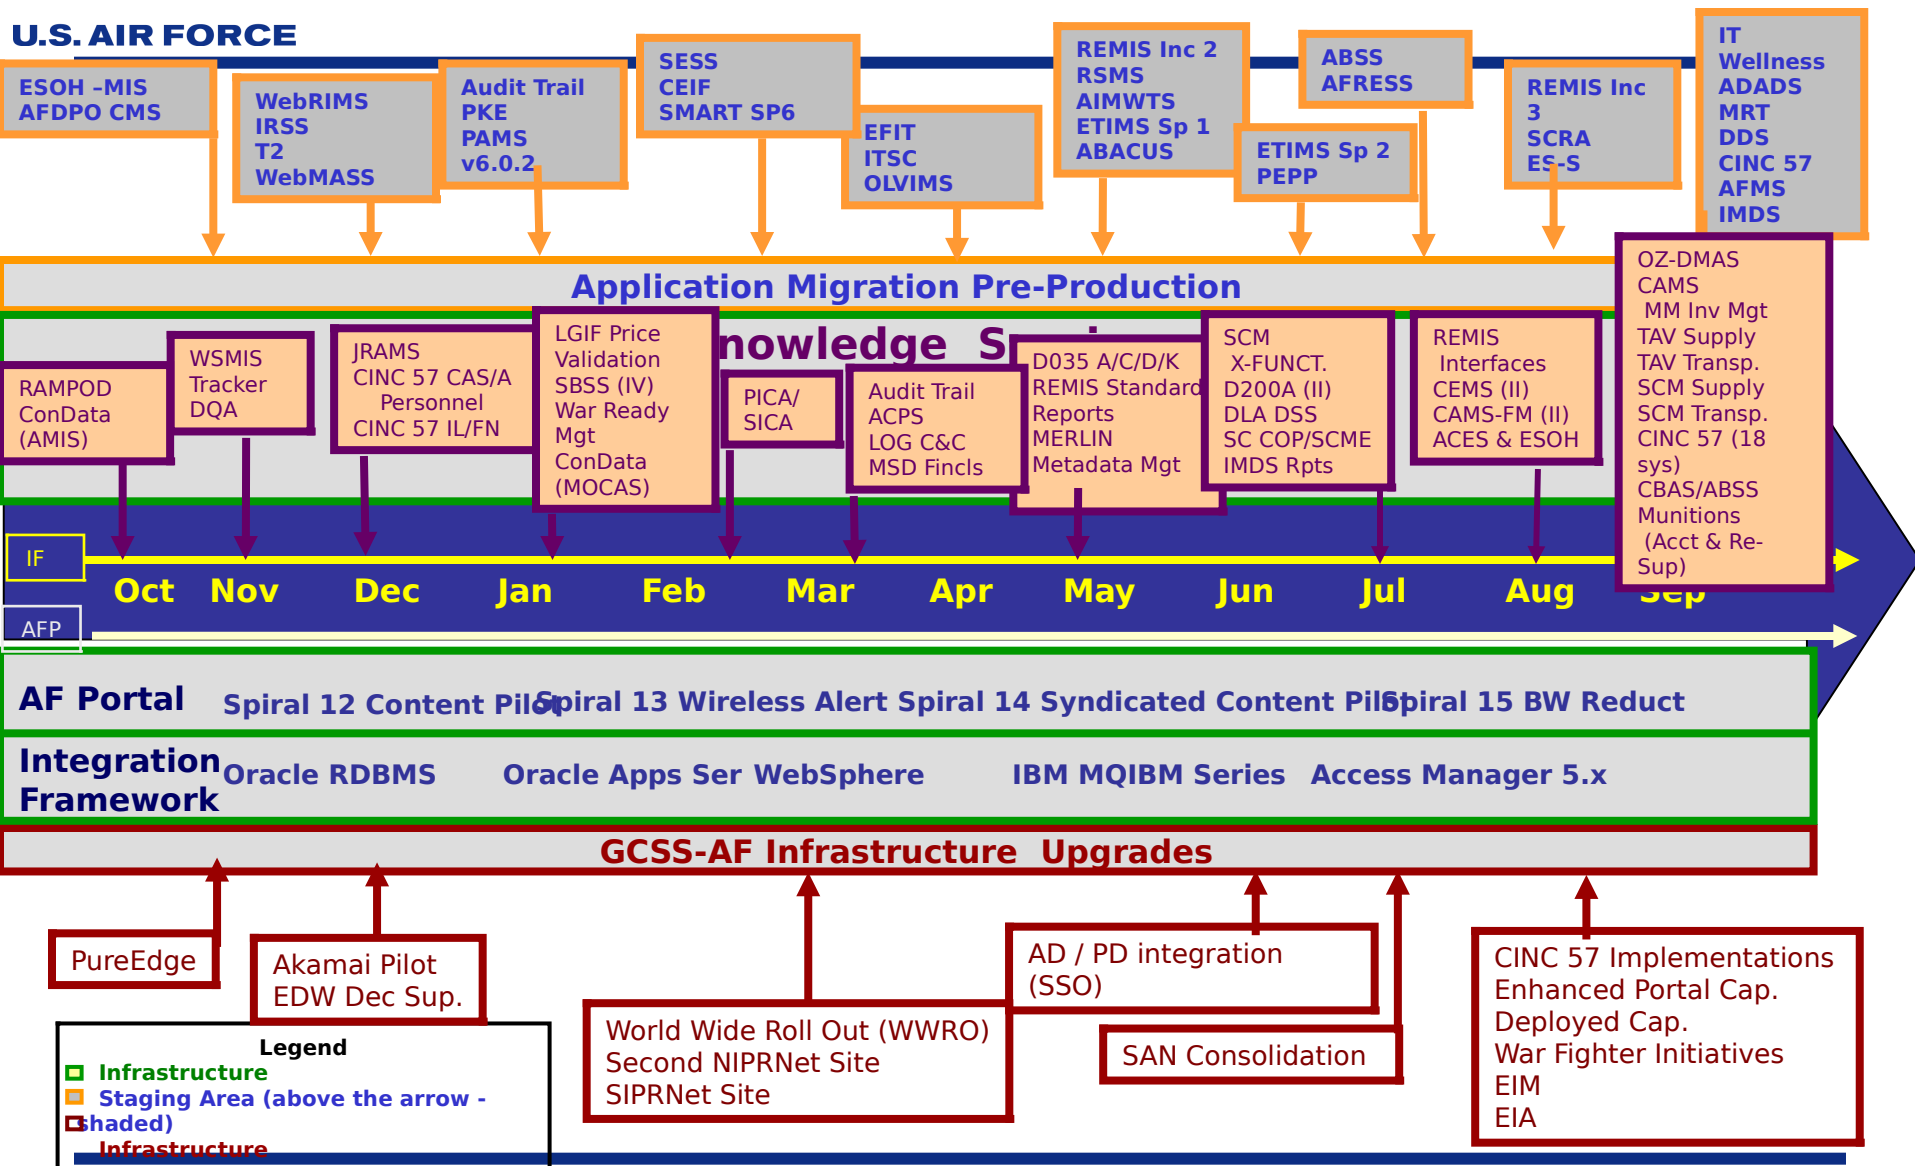 U.S. AIR FORCE
ESOH –MIS
AFDPO CMS
WebRIMS
IRSS
T2
WebMASS
Audit Trail
PKE
PAMS
v6.0.2
SESS
CEIF
SMART SP6
EFIT
ITSC
OLVIMS
REMIS Inc 2
RSMS
AIMWTS
ETIMS Sp 1
ABACUS
ETIMS Sp 2
PEPP
ABSS
AFRESS
REMIS Inc
3
SCRA
ES-S
IT
Wellness
ADADS
MRT
DDS
CINC 57
AFMS
IMDS
Application Migration Pre-Production
nowledge S
RAMPOD
ConData
(AMIS)
WSMIS
Tracker
DQA
JRAMS
CINC 57 CAS/A
Personnel
CINC 57 IL/FN
LGIF Price
Validation
SBSS (IV)
War Ready
Mgt
ConData
(MOCAS)
PICA/
SICA
Audit Trail
ACPS
LOG C&C
MSD Fincls
D035 A/C/D/K
REMIS Standard
Reports
MERLIN
Metadata Mgt
SCM
X-FUNCT.
D200A (II)
DLA DSS
SC COP/SCME
IMDS Rpts
REMIS
Interfaces
CEMS (II)
CAMS-FM (II)
ACES & ESOH
OZ-DMAS
CAMS
MM Inv Mgt
TAV Supply
TAV Transp.
SCM Supply
SCM Transp.
CINC 57 (18
sys)
CBAS/ABSS
Munitions
(Acct & Re-
Sup)
IF
Oct Nov Dec Jan Feb Mar Apr May Jun Jul Aug Sep
AFP
AF Portal
Spiral 12 Content Pilot Spiral 13 Wireless Alert Spiral 14 Syndicated Content Pilot Spiral 15 BW Reduct
Integration
Framework
Oracle RDBMS Oracle Apps Ser WebSphere IBM MQIBM Series Access Manager 5.x
GCSS-AF Infrastructure Upgrades
PureEdge
Akamai Pilot
EDW Dec Sup.
World Wide Roll Out (WWRO)
Second NIPRNet Site
SIPRNet Site
AD / PD integration
(SSO)
SAN Consolidation
CINC 57 Implementations
Enhanced Portal Cap.
Deployed Cap.
War Fighter Initiatives
EIM
EIA
Legend
Infrastructure
Staging Area (above the arrow -
shaded)
Infrastructure